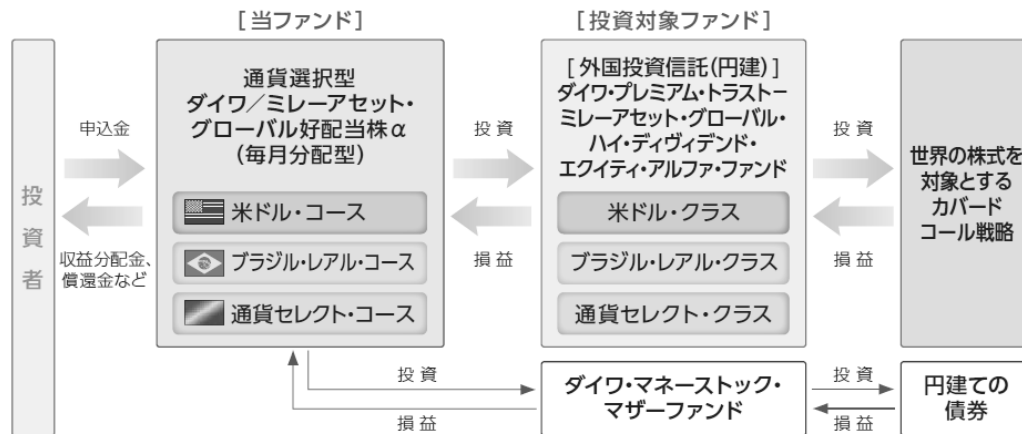 [当ファンド]
[投資対象ファンド]
投資者
申込金
収益分配金、
償還金など
通貨選択型
ダイワ／ミレーアセット・
グローバル好配当株α
(毎月分配型)
米ドル・コース
ブラジル・レアル・コース
通貨セレクト・コース
投資
損益
[外国投資信託(円建)]
ダイワ・プレミアム・トラスト－
ミレーアセット・グローバル・
ハイ・ディヴィデンド・
エクイティ・アルファ・ファンド
米ドル・クラス
ブラジル・レアル・クラス
通貨セレクト・クラス
投資
損益
世界の株式を
対象とする
カバード
コール戦略
投資
損益
ダイワ・マネーストック・
マザーファンド
投資
損益
円建ての
債券